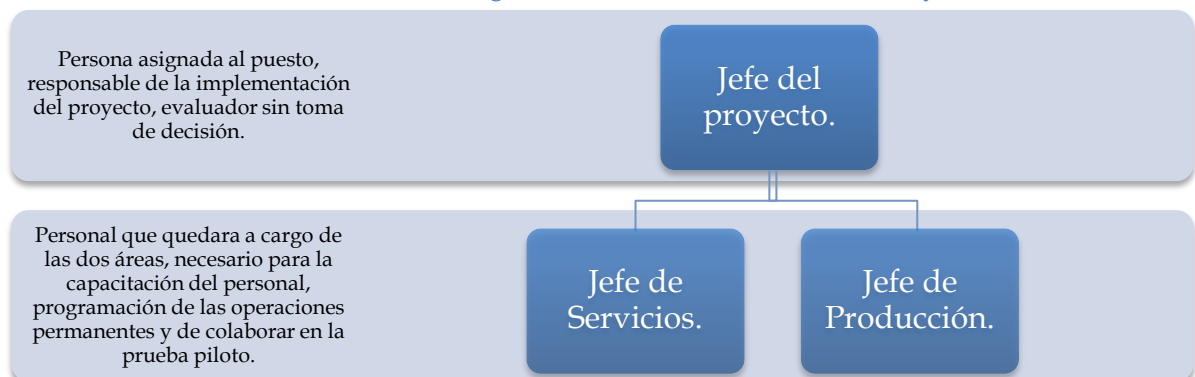 Persona asignada al puesto,
responsable de la implementación
del proyecto, evaluador sin toma
de decisión.
Jefe del
proyecto.
Personal que quedara a cargo de
las dos áreas, necesario para la
capacitación del personal,
programación de las operaciones
permanentes y de colaborar en la
prueba piloto.
Jefe de
Servicios.
Jefe de
Producción.